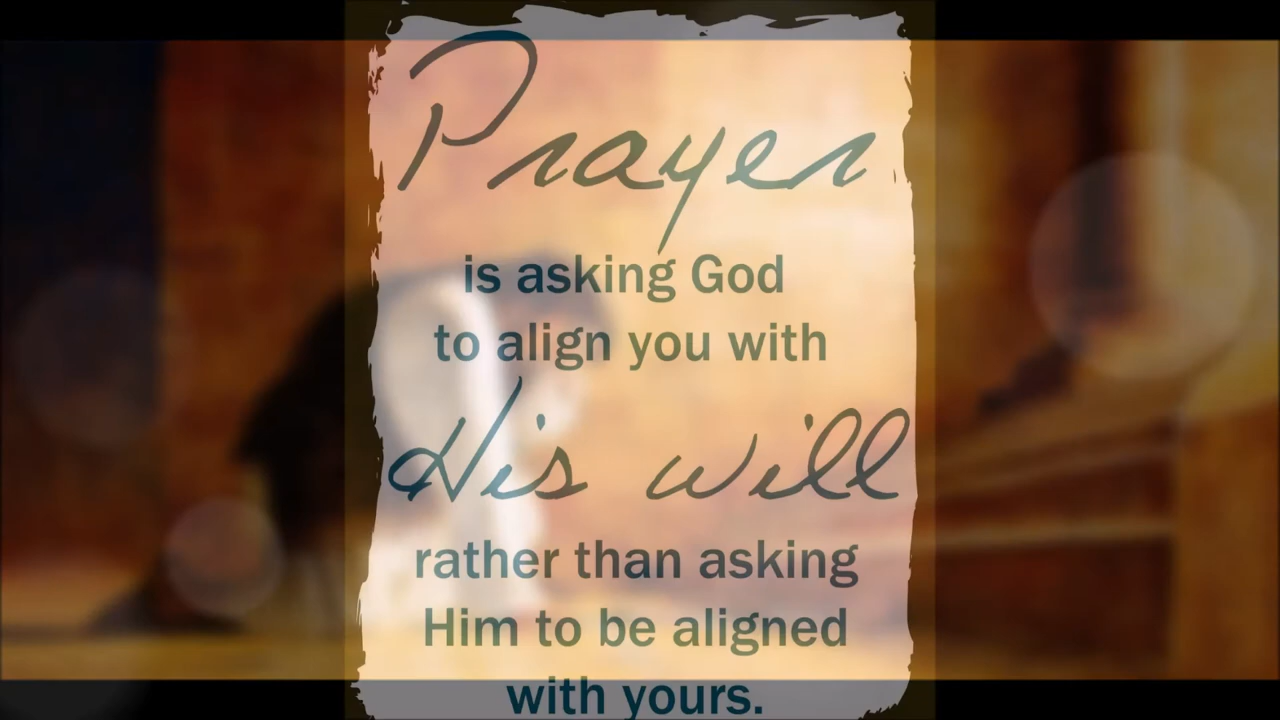 Prayer
is asking God
to align you with
His will
rather than asking
Him to be aligned
with yours.